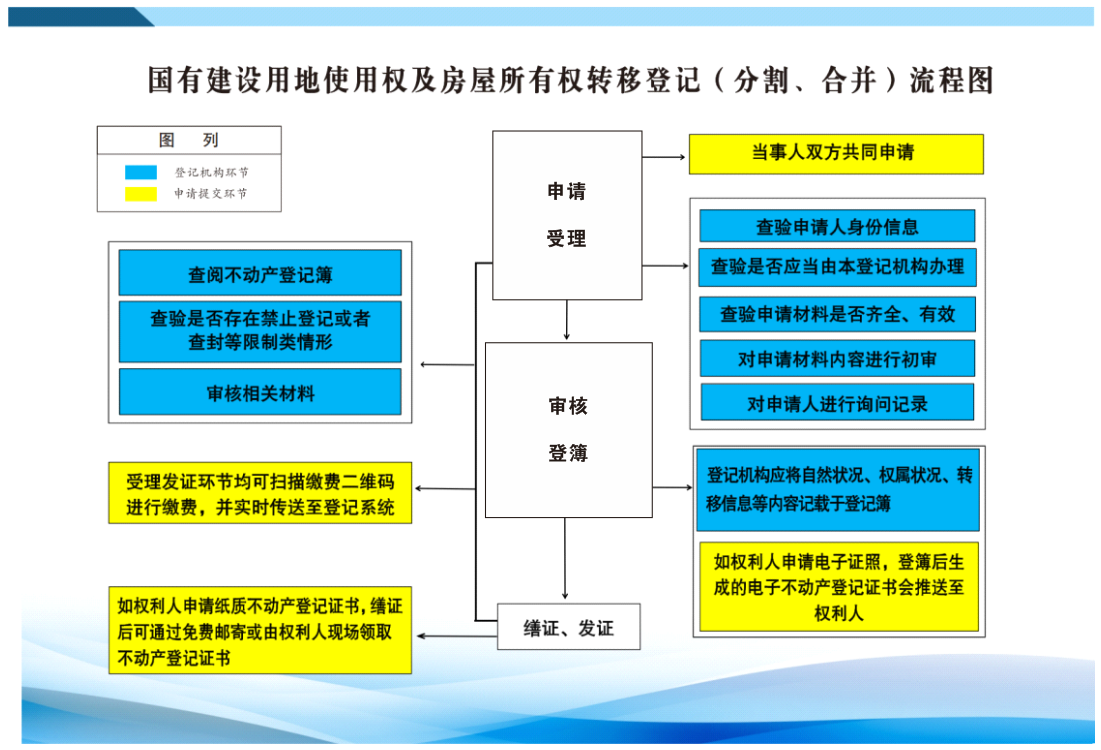 国有建设用地使用权及房屋所有权转移登记（分割、合并）流程图
图 列
登记机构环节
申请提交环节
申请
受理
当事人双方共同申请
查验申请人身份信息
查验是否应当由本登记机构办理
查验申请材料是否齐全、有效
对申请材料内容进行初审
对申请人进行询问记录
查阅不动产登记簿
查验是否存在禁止登记或者
查封等限制类情形
审核相关材料
审核
登簿
受理发证环节均可扫描缴费二维码
进行缴费，并实时传送至登记系统
登记机构应将自然状况、权属状况、转
移信息等内容记载于登记簿
如权利人申请电子证照，登簿后生
成的电子不动产登记证书会推送至
权利人
如权利人申请纸质不动产登记证书,缮证
后可通过免费邮寄或由权利人现场领取
不动产登记证书
缮证、发证